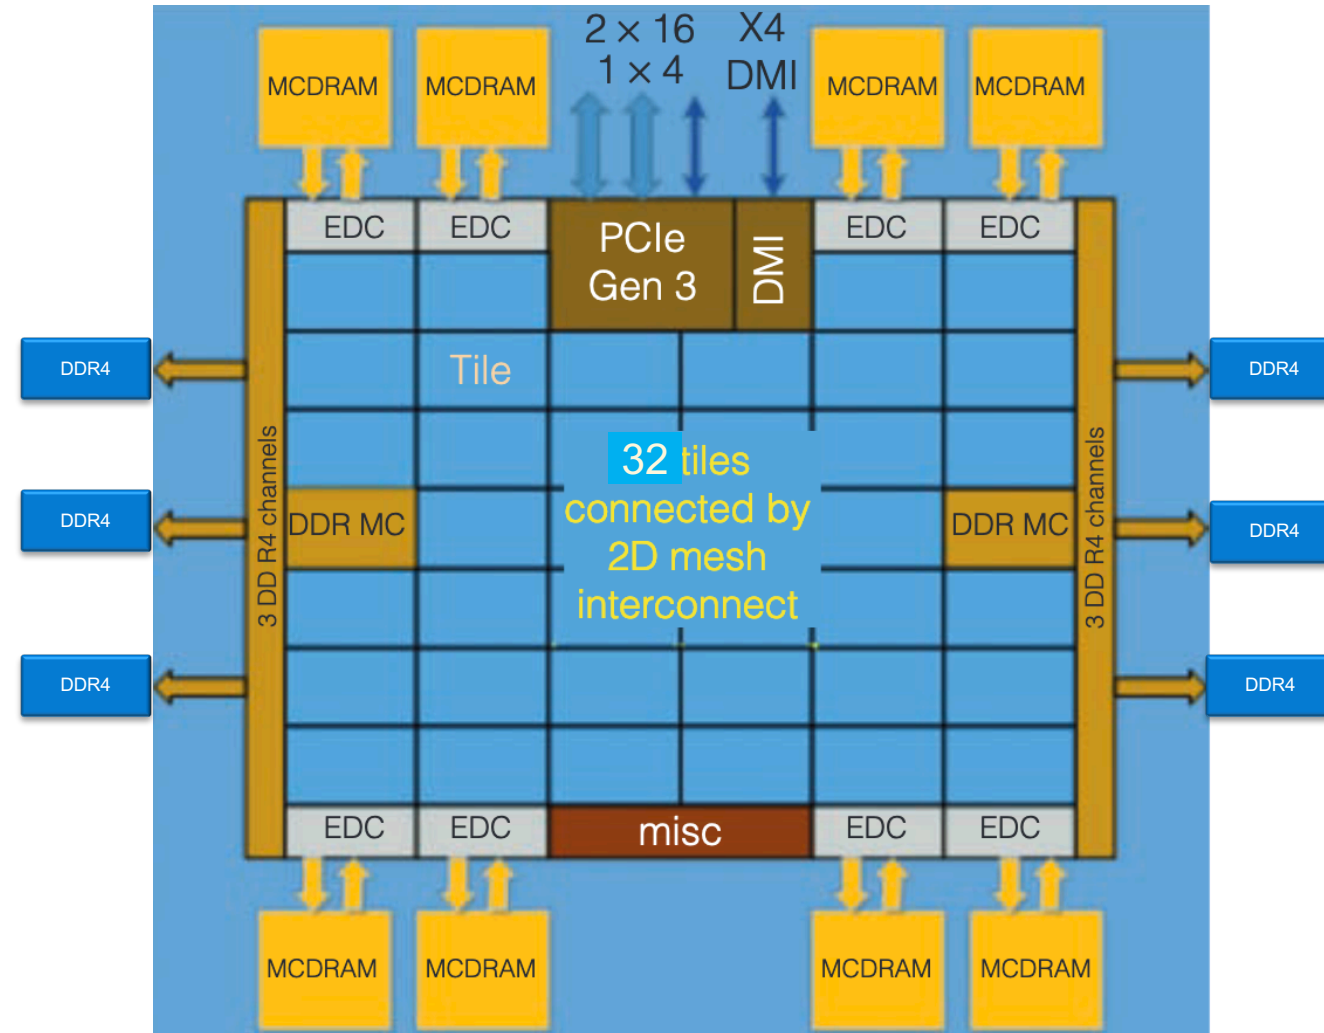 2 × 16 X4
1 × 4 DMI
MCDRAM MCDRAM MCDRAM MCDRAM
EDC EDC EDC EDC
PCIe
Gen 3
DMI
DDR4 Tile DDR4
3 DD R4 channels
32 tiles
connected by
2D mesh
interconnect
3 DD R4 channels
DDR4 DDR MC DDR MC DDR4
DDR4 DDR4
EDC EDC misc EDC EDC
MCDRAM MCDRAM MCDRAM MCDRAM